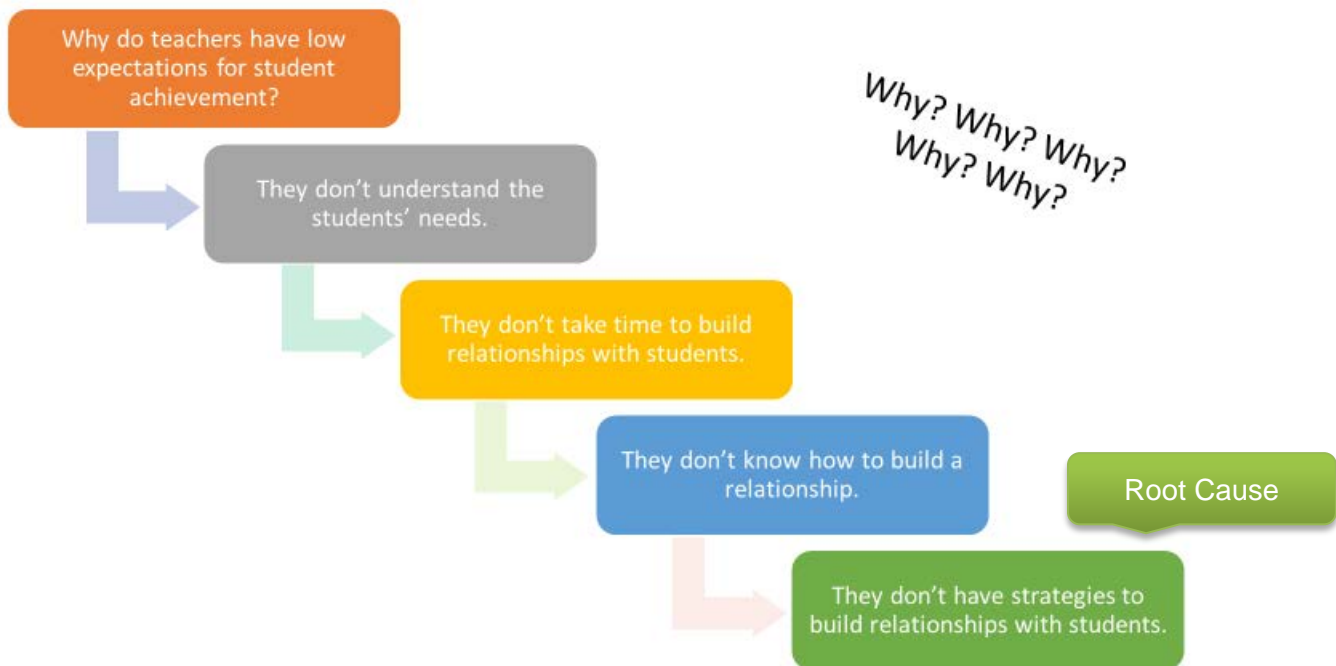 Why do teachers have low
expectations for student
achievement?
Why? Why? Why?
Why? Why?
They don’t understand the
students’ needs.
They don’t take time to build
relationships with students.
They don’t know how to build a
relationship.
Root Cause
They don’t have strategies to
build relationships with students.